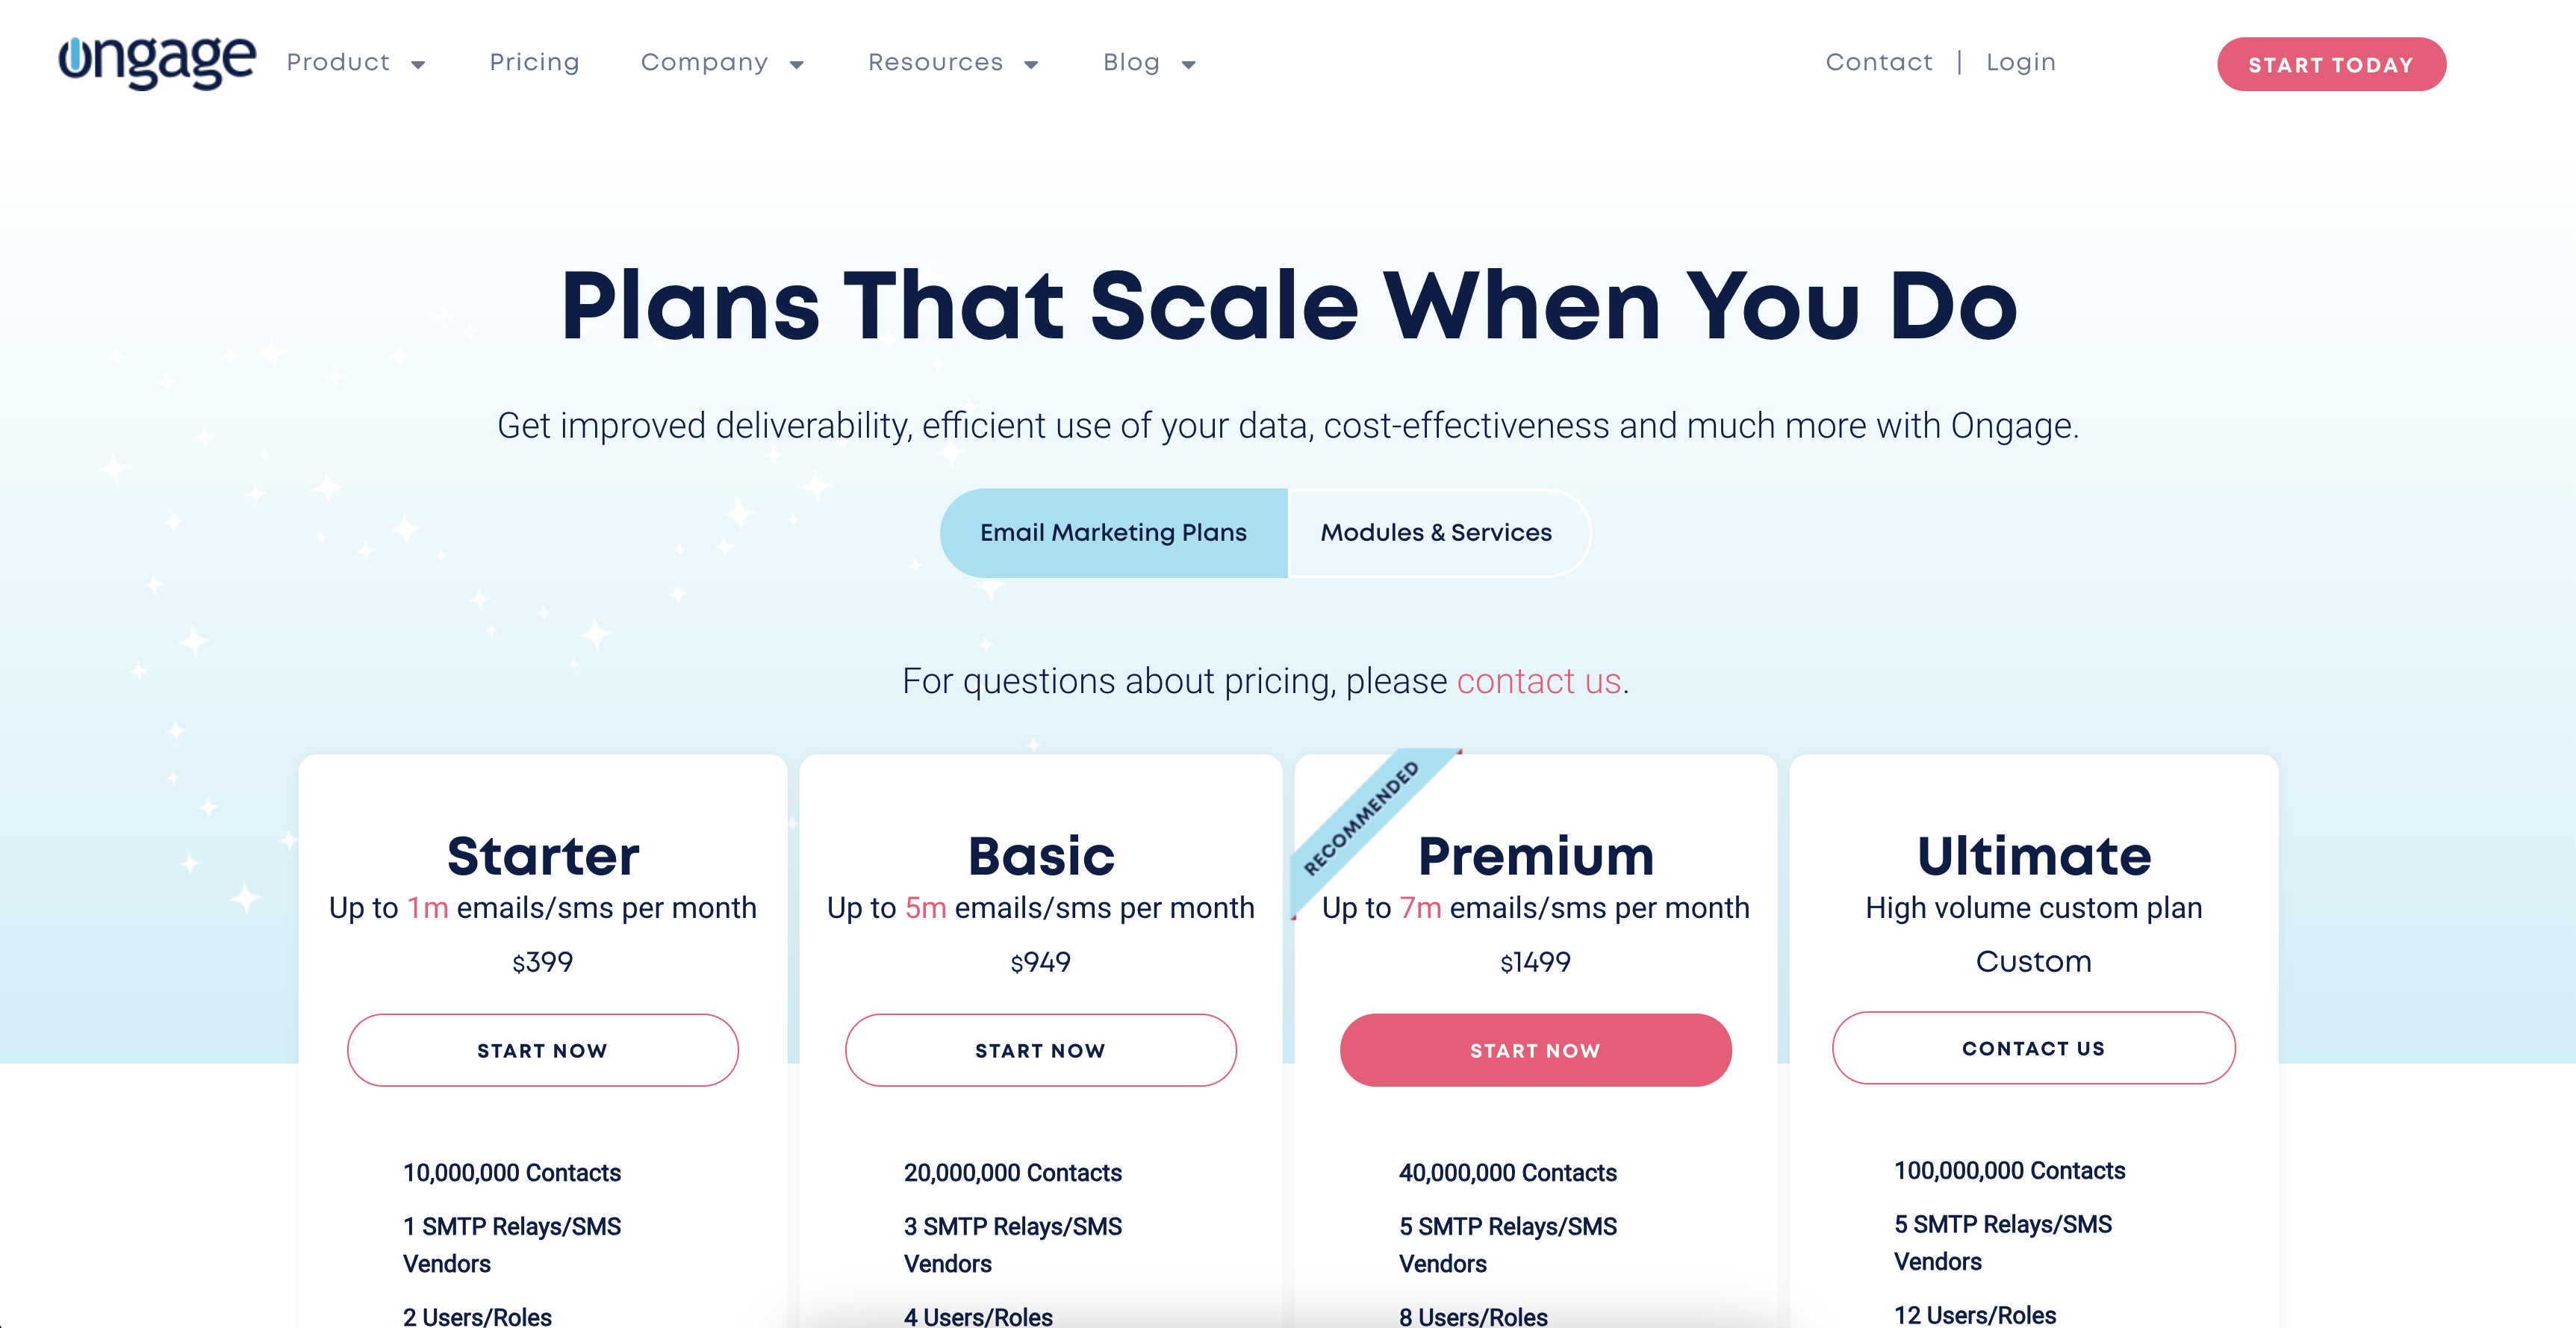 ongage
Product
Pricing
Company
Resources
Blog
Contact | Login
START TODAY
Plans That Scale When You Do
Get improved deliverability, efficient use of your data, cost-effectiveness and much more with Ongage.
Email Marketing Plans
Modules & Services
For questions about pricing, please contact us.
Starter
Up to 1m emails/sms per month
$399
START NOW
10,000,000 Contacts
1 SMTP Relays/SMS
Vendors
2 Users/Roles
Basic
Up to 5m emails/sms per month
$949
START NOW
20,000,000 Contacts
3 SMTP Relays/SMS
Vendors
4 Users/Roles
RECOMMENDED
Premium
Up to 7m emails/sms per month
$1499
START NOW
40,000,000 Contacts
5 SMTP Relays/SMS
Vendors
8 Users/Roles
Ultimate
High volume custom plan
Custom
CONTACT US
100,000,000 Contacts
5 SMTP Relays/SMS
Vendors
12 Users/Roles